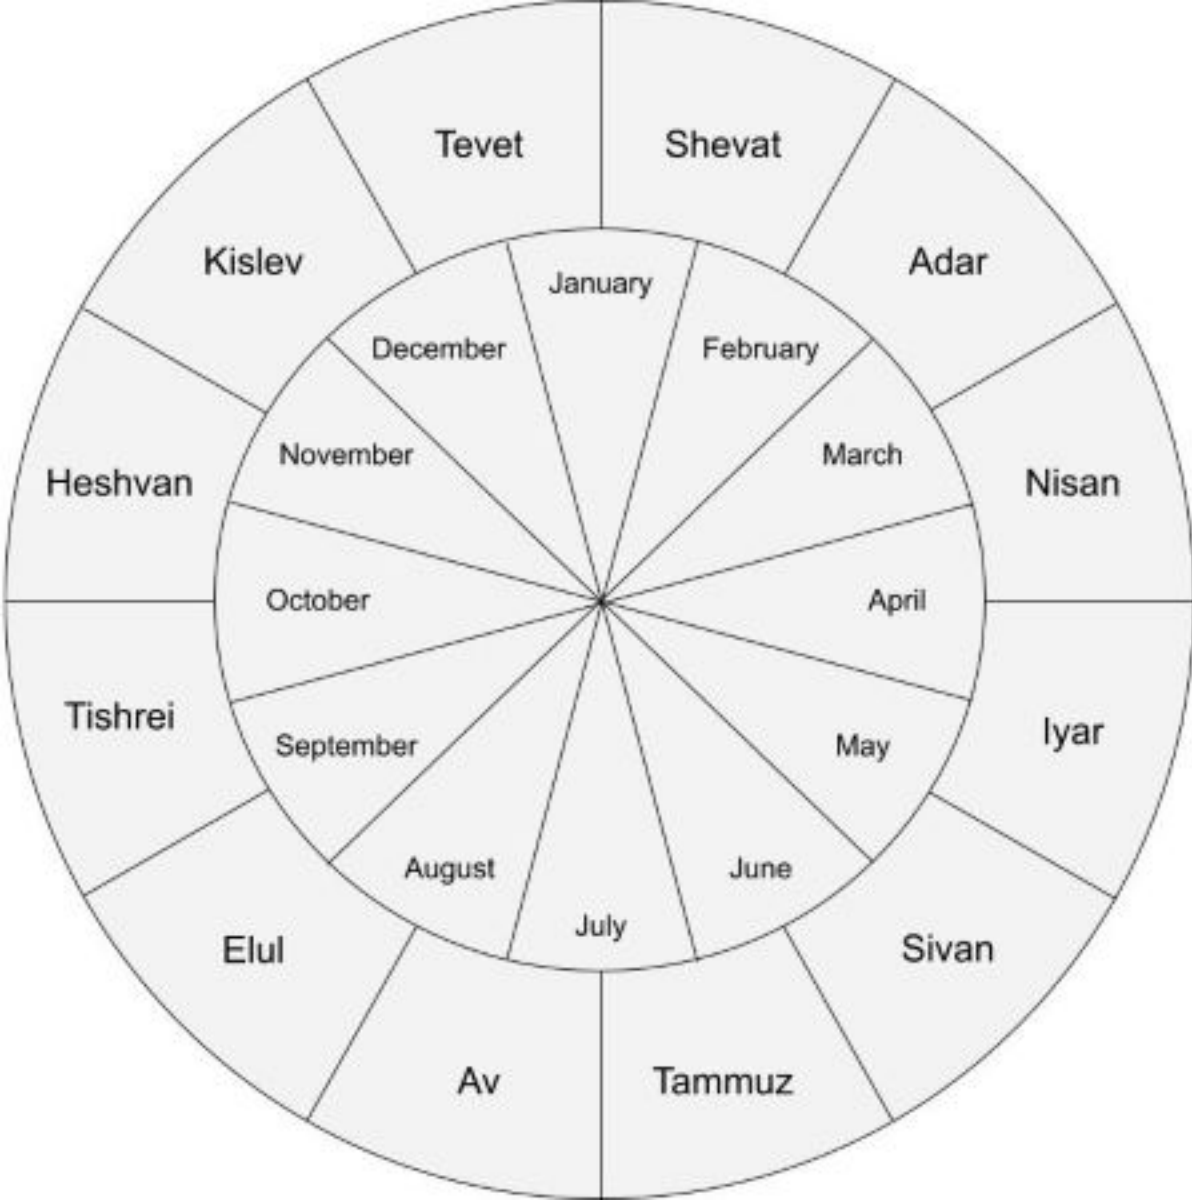 Tevet
Shevat
Adar
Nisan
Iyar
Sivan
Tammuz
Av
Elul
Tishrei
Heshvan
Kislev
January
February
March
April
May
June
July
August
September
October
November
December